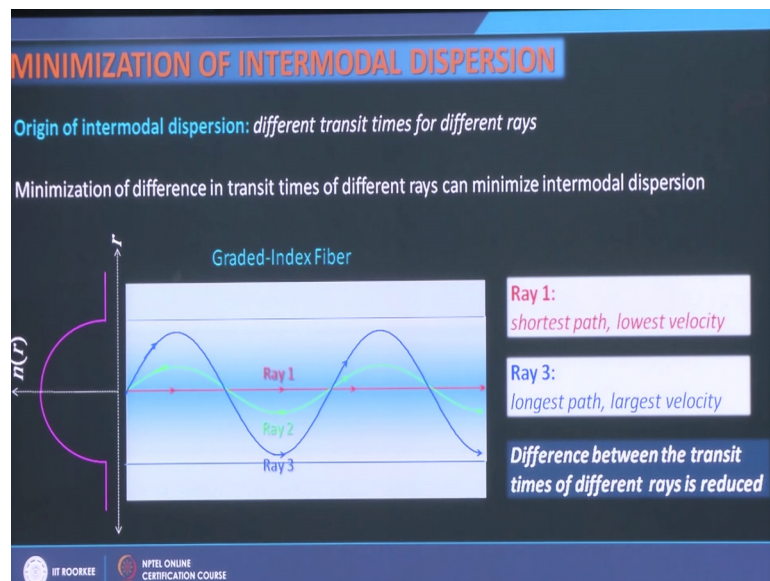 MINIMIZATION OF INTERMODAL DISPERSION
Origin of intermodal dispersion: different transit times for different rays
Minimization of difference in transit times of different rays can minimize intermodal dispersion
Graded-Index Fiber
r
n(r)
Ray 1
Ray 2
Ray 3
Ray 1:
shortest path, lowest velocity
Ray 3:
longest path, largest velocity
Difference between the transit
times of different rays is reduced
IIT ROORKEE
NPTEL ONLINE
CERTIFICATION COURSE